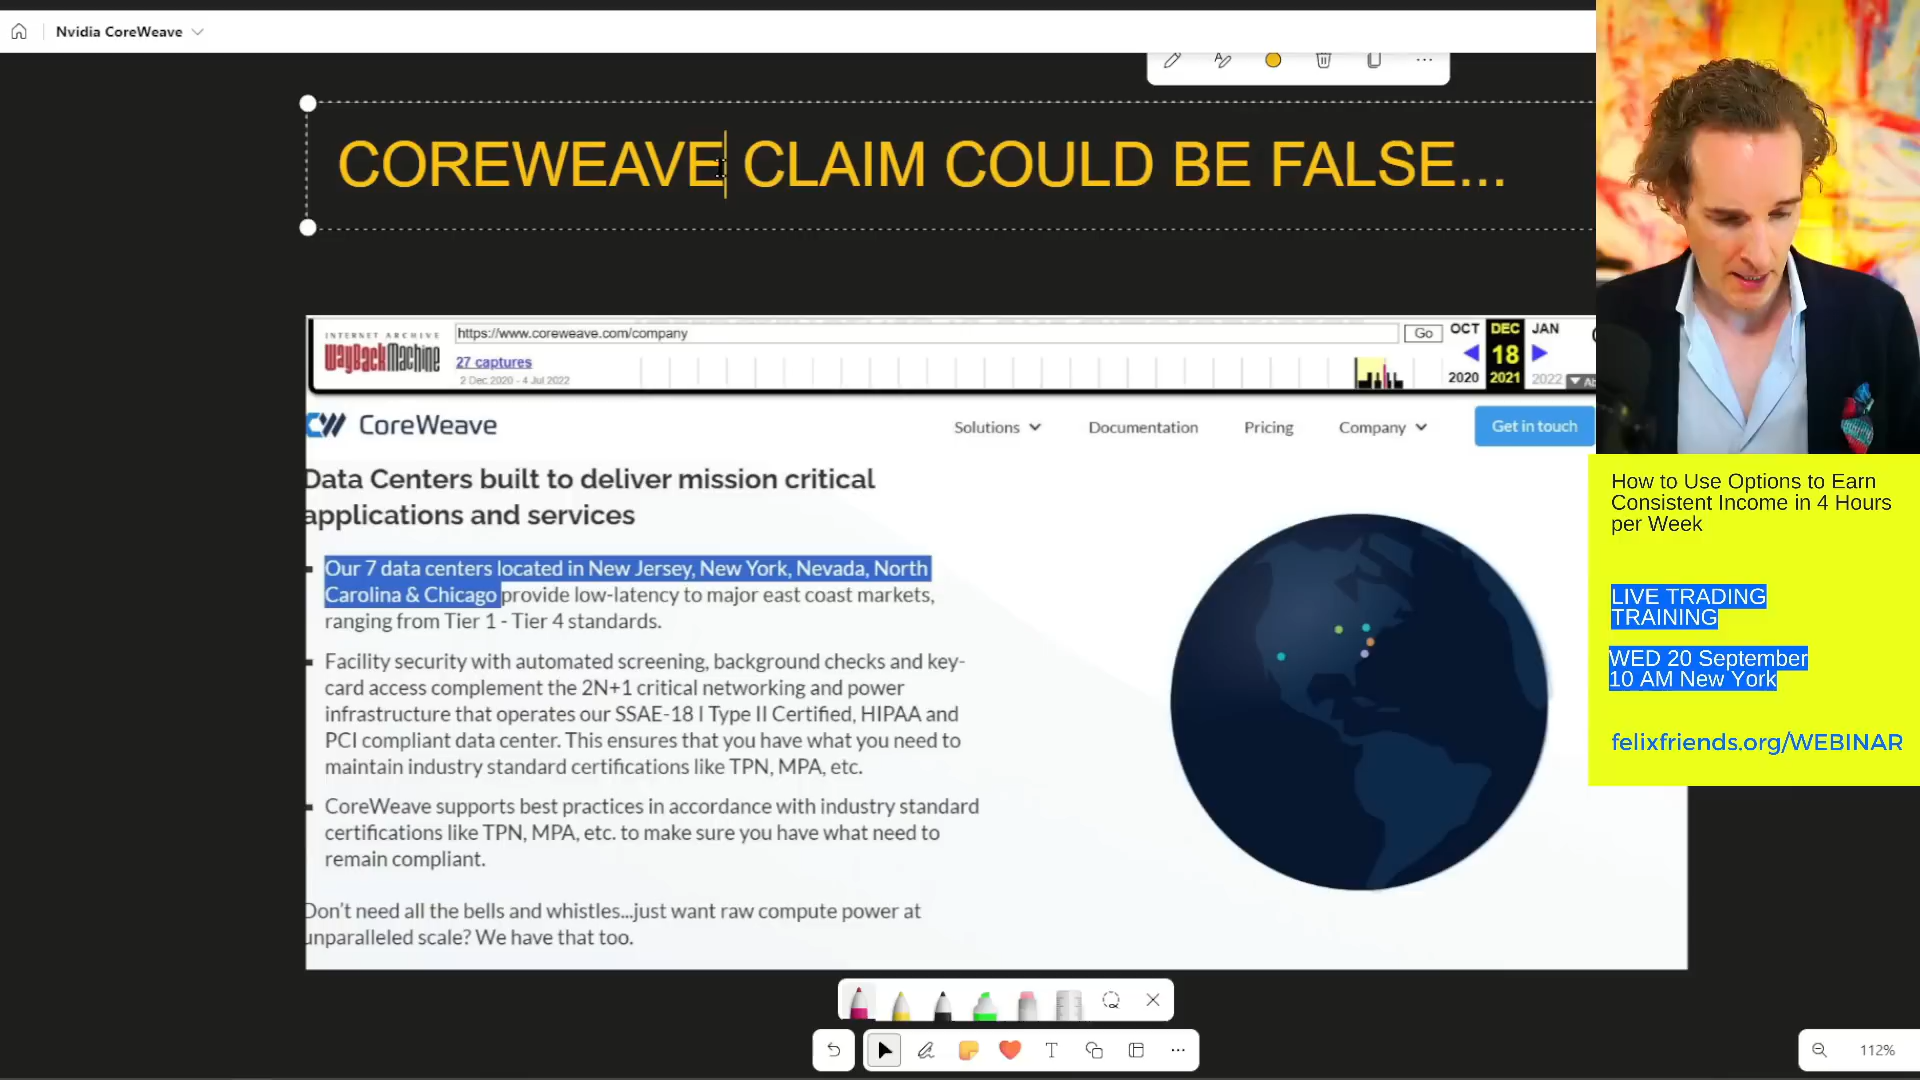 Nvidia CoreWeave
COREWEAVE CLAIM COULD BE FALSE...
INTERNET ARCHIVE
WayBackMachine
https://www.coreweave.com/company
Go
OCT DEC JAN
27 captures
18
2 Dec 2020 - 4 Jul 2022
2020 2021 2022
CoreWeave
Solutions Documentation Pricing Company
Get in touch
Data Centers built to deliver mission critical
applications and services
Our 7 data centers located in New Jersey, New York, Nevada, North
Carolina & Chicago provide low-latency to major east coast markets,
ranging from Tier 1 - Tier 4 standards.
Facility security with automated screening, background checks and key-
card access complement the 2N+1 critical networking and power
infrastructure that operates our SSAE-18 I Type II Certified, HIPAA and
PCI compliant data center. This ensures that you have what you need to
maintain industry standard certifications like TPN, MPA, etc.
CoreWeave supports best practices in accordance with industry standard
certifications like TPN, MPA, etc. to make sure you have what need to
remain compliant.
Don't need all the bells and whistles...just want raw compute power at
unparalleled scale? We have that too.
How to Use Options to Earn
Consistent Income in 4 Hours
per Week
LIVE TRADING
TRAINING
WED 20 September
10 AM New York
felixfriends.org/WEBINAR
112%